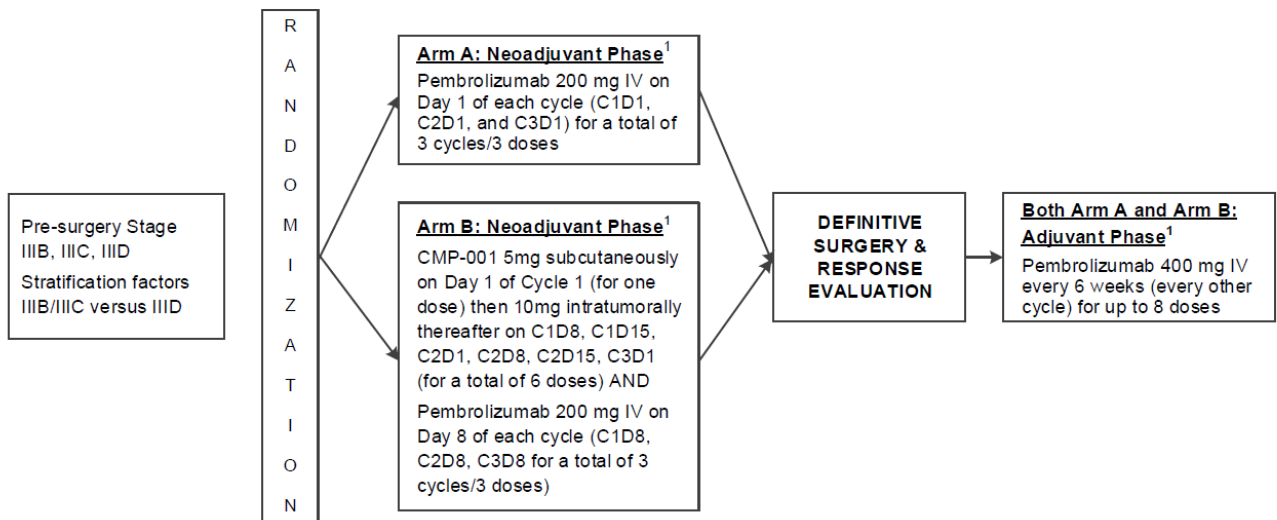 Pre-surgery Stage
IIIB, IIIC, IIID
Stratification factors
IIIB/IIIC versus IIID
R
A
N
D
O
M
I
Z
A
T
I
O
N
Arm A: Neoadjuvant Phase1
Pembrolizumab 200 mg IV on
Day 1 of each cycle (C1D1,
C2D1, and C3D1) for a total of
3 cycles/3 doses
Arm B: Neoadjuvant Phase1
CMP-001 5mg subcutaneously
on Day 1 of Cycle 1 (for one
dose) then 10mg intratumorally
thereafter on C1D8, C1D15,
C2D1, C2D8, C2D15, C3D1
(for a total of 6 doses) AND
Pembrolizumab 200 mg IV on
Day 8 of each cycle (C1D8,
C2D8, C3D8 for a total of 3
cycles/3 doses)
DEFINITIVE
SURGERY &
RESPONSE
EVALUATION
Both Arm A and Arm B:
Adjuvant Phase1
Pembrolizumab 400 mg IV
every 6 weeks (every other
cycle) for up to 8 doses